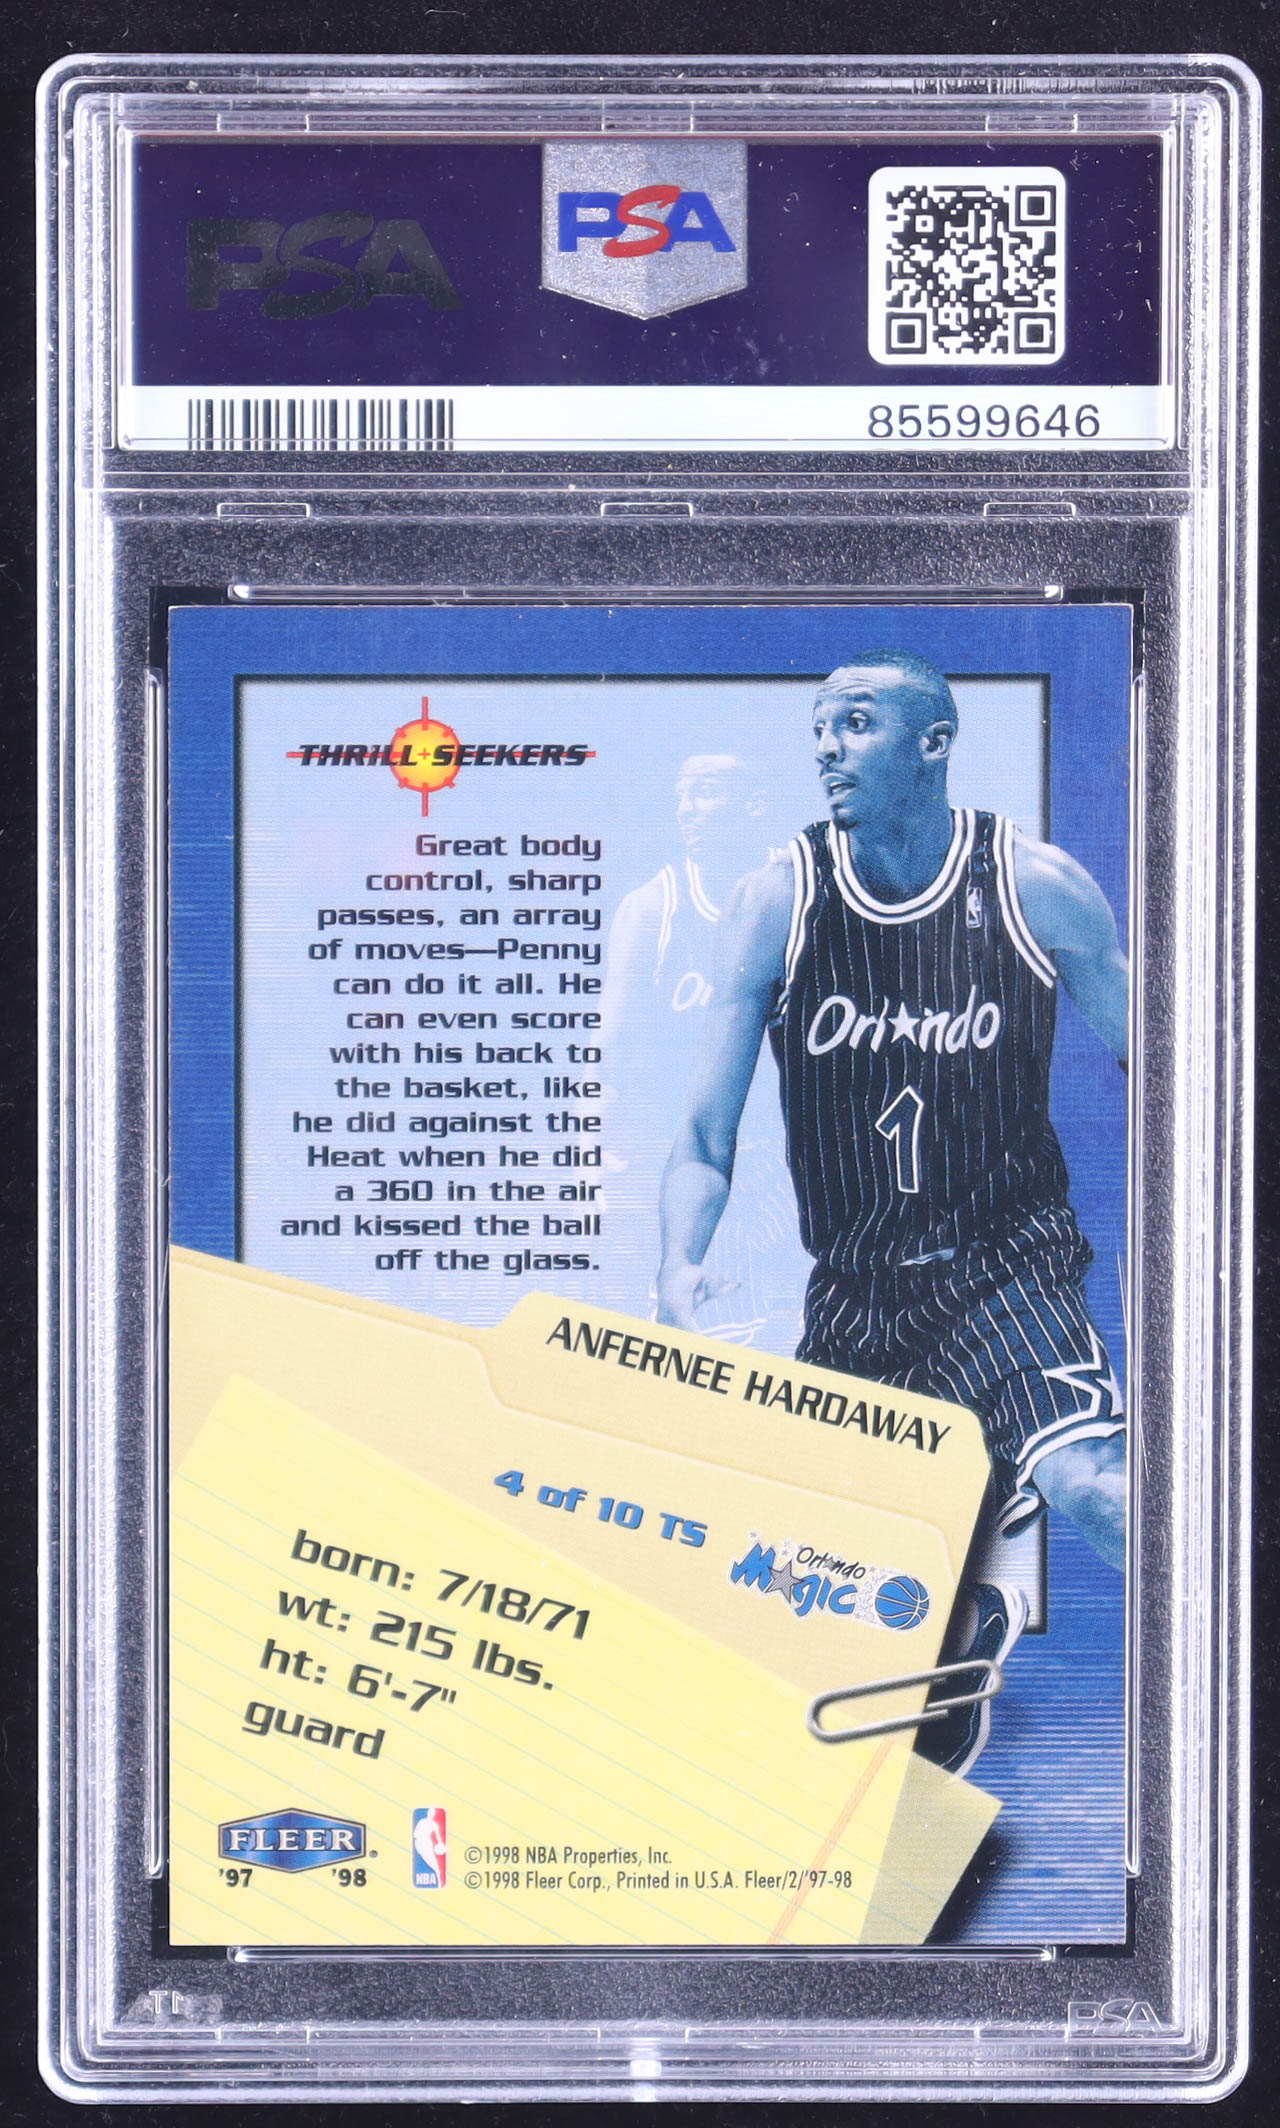 PSA
PSA
85599646
THRILL SEEKERS
Great body
control, sharp
passes, an array
of moves—Penny
can do it all. He
can even score
with his back to
the basket, like
he did against the
Heat when he did
a 360 in the air
and kissed the ball
off the glass.
Orlando
1
ANFERNEE HARDAWAY
4 of 10 TS
Orlando
Magic
born: 7/18/71
wt: 215 lbs.
ht: 6'-7"
guard
FLEER
'97 '98
NBA
©1998 NBA Properties, Inc.
©1998 Fleer Corp., Printed in U.S.A. Fleer/2/'97-98
PSA